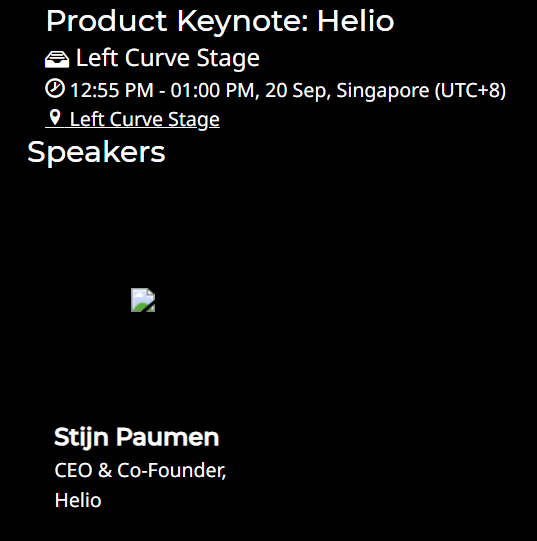 Product Keynote: Helio
Left Curve Stage
12:55 PM - 01:00 PM, 20 Sep, Singapore (UTC+8)
Left Curve Stage
Speakers
Stijn Paumen
CEO & Co-Founder,
Helio